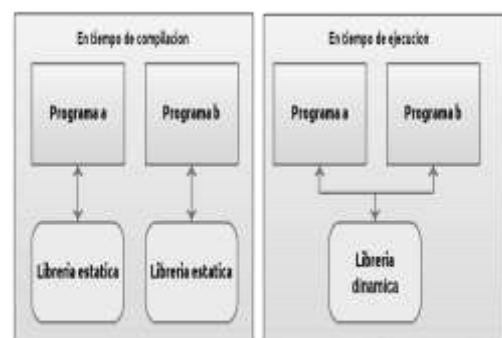 En tiempo de compilacion
Programa a
Programa b
Libreria estatica
Libreria estatica
En tiempo de ejecucion
Programa a
Programa b
Libreria
dinamica